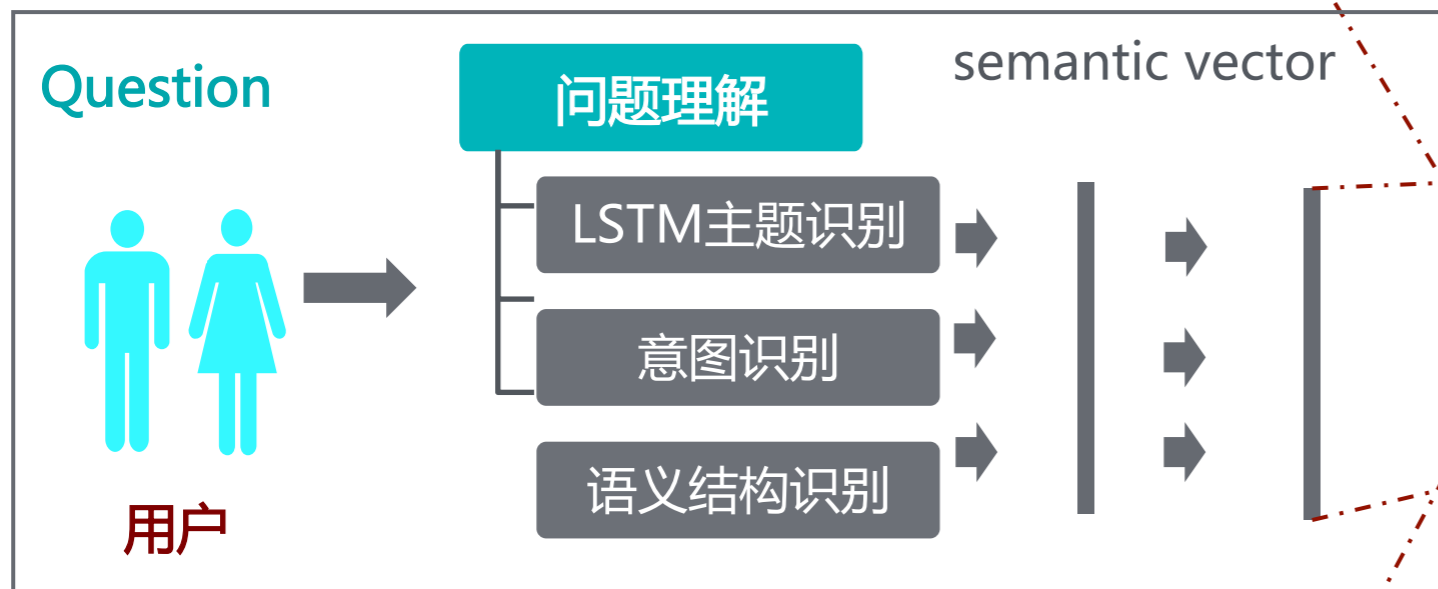 Question
问题理解
semantic vector
LSTM主题识别
意图识别
语义结构识别
用户